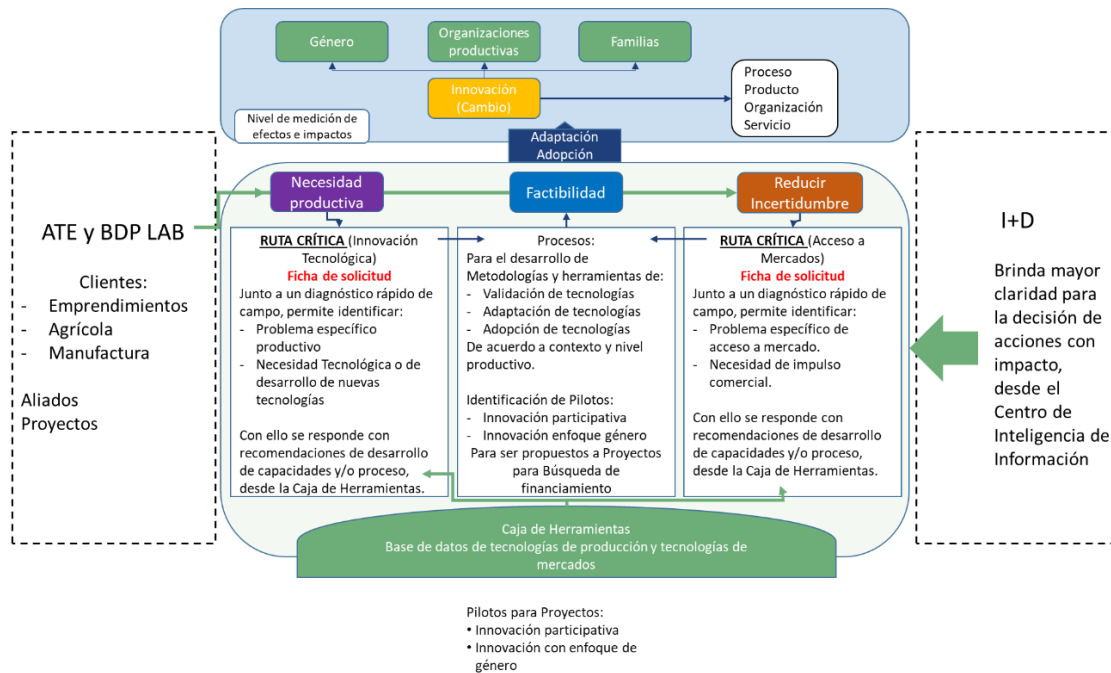 Género
Organizaciones
productivas
Familias
Innovación
(Cambio)
Proceso
Producto
Organización
Servicio
Nivel de medición de
efectos e impactos
Adaptación
Adopción
ATE y BDP LAB
Clientes:
- Emprendimientos
- Agrícola
- Manufactura
Aliados
Proyectos
Necesidad
productiva
Factibilidad
Reducir
Incertidumbre
RUTA CRÍTICA (Innovación
Tecnológica)
Ficha de solicitud
Junto a un diagnóstico rápido de
campo, permite identificar:
- Problema específico
productivo
- Necesidad Tecnológica o de
desarrollo de nuevas
tecnologías
Con ello se responde con
recomendaciones de desarrollo
de capacidades y/o proceso,
desde la Caja de Herramientas.
Procesos:
Para el desarrollo de
Metodologías y herramientas de:
- Validación de tecnologías
- Adaptación de tecnologías
- Adopción de tecnologías
De acuerdo a contexto y nivel
productivo.
Identificación de Pilotos:
- Innovación participativa
- Innovación enfoque género
Para ser propuestos a Proyectos
para Búsqueda de
financiamiento
RUTA CRÍTICA (Acceso a
Mercados)
Ficha de solicitud
Junto a un diagnóstico rápido de
campo, permite identificar:
- Problema específico de
acceso a mercado.
- Necesidad de impulso
comercial.
Con ello se responde con
recomendaciones de desarrollo
de capacidades y/o proceso,
desde la Caja de Herramientas.
I+D
Brinda mayor
claridad para
la decisión de
acciones con
impacto,
desde el
Centro de
Inteligencia de
Información
Caja de Herramientas
Base de datos de tecnologías de producción y tecnologías de
mercados
Pilotos para Proyectos:
• Innovación participativa
• Innovación con enfoque de
género